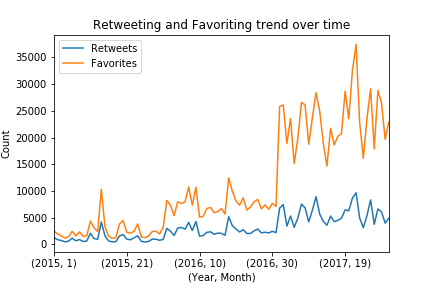 Retweeting and Favoriting trend over time
Retweets
Favorites
35000
30000
25000
20000
15000
10000
5000
0
Count
(2015, 1)
(2015, 21)
(2016, 10)
(2016, 30)
(2017, 19)
(Year, Month)